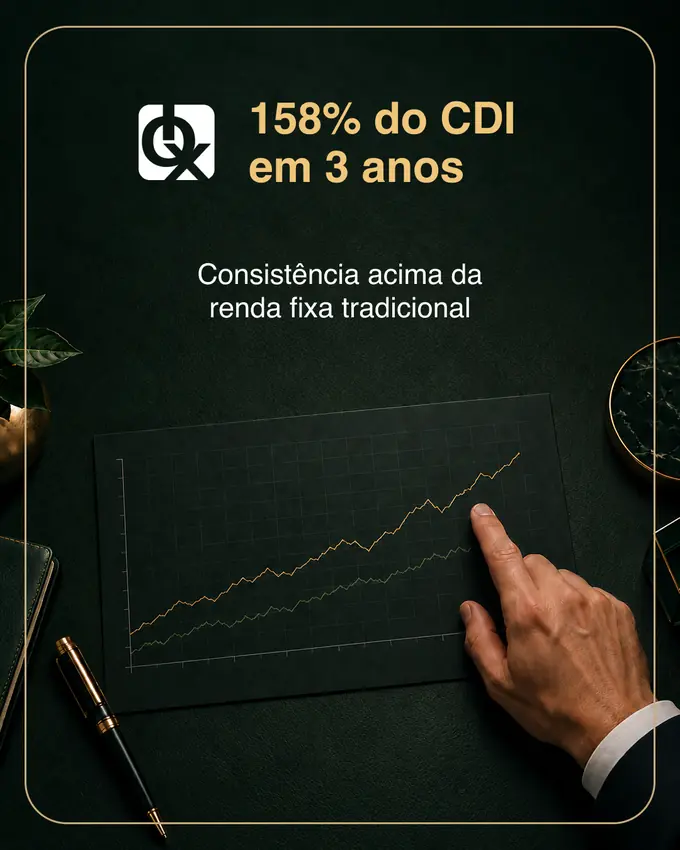 158% do CDI
em 3 anos
Consistência acima da
renda fixa tradicional